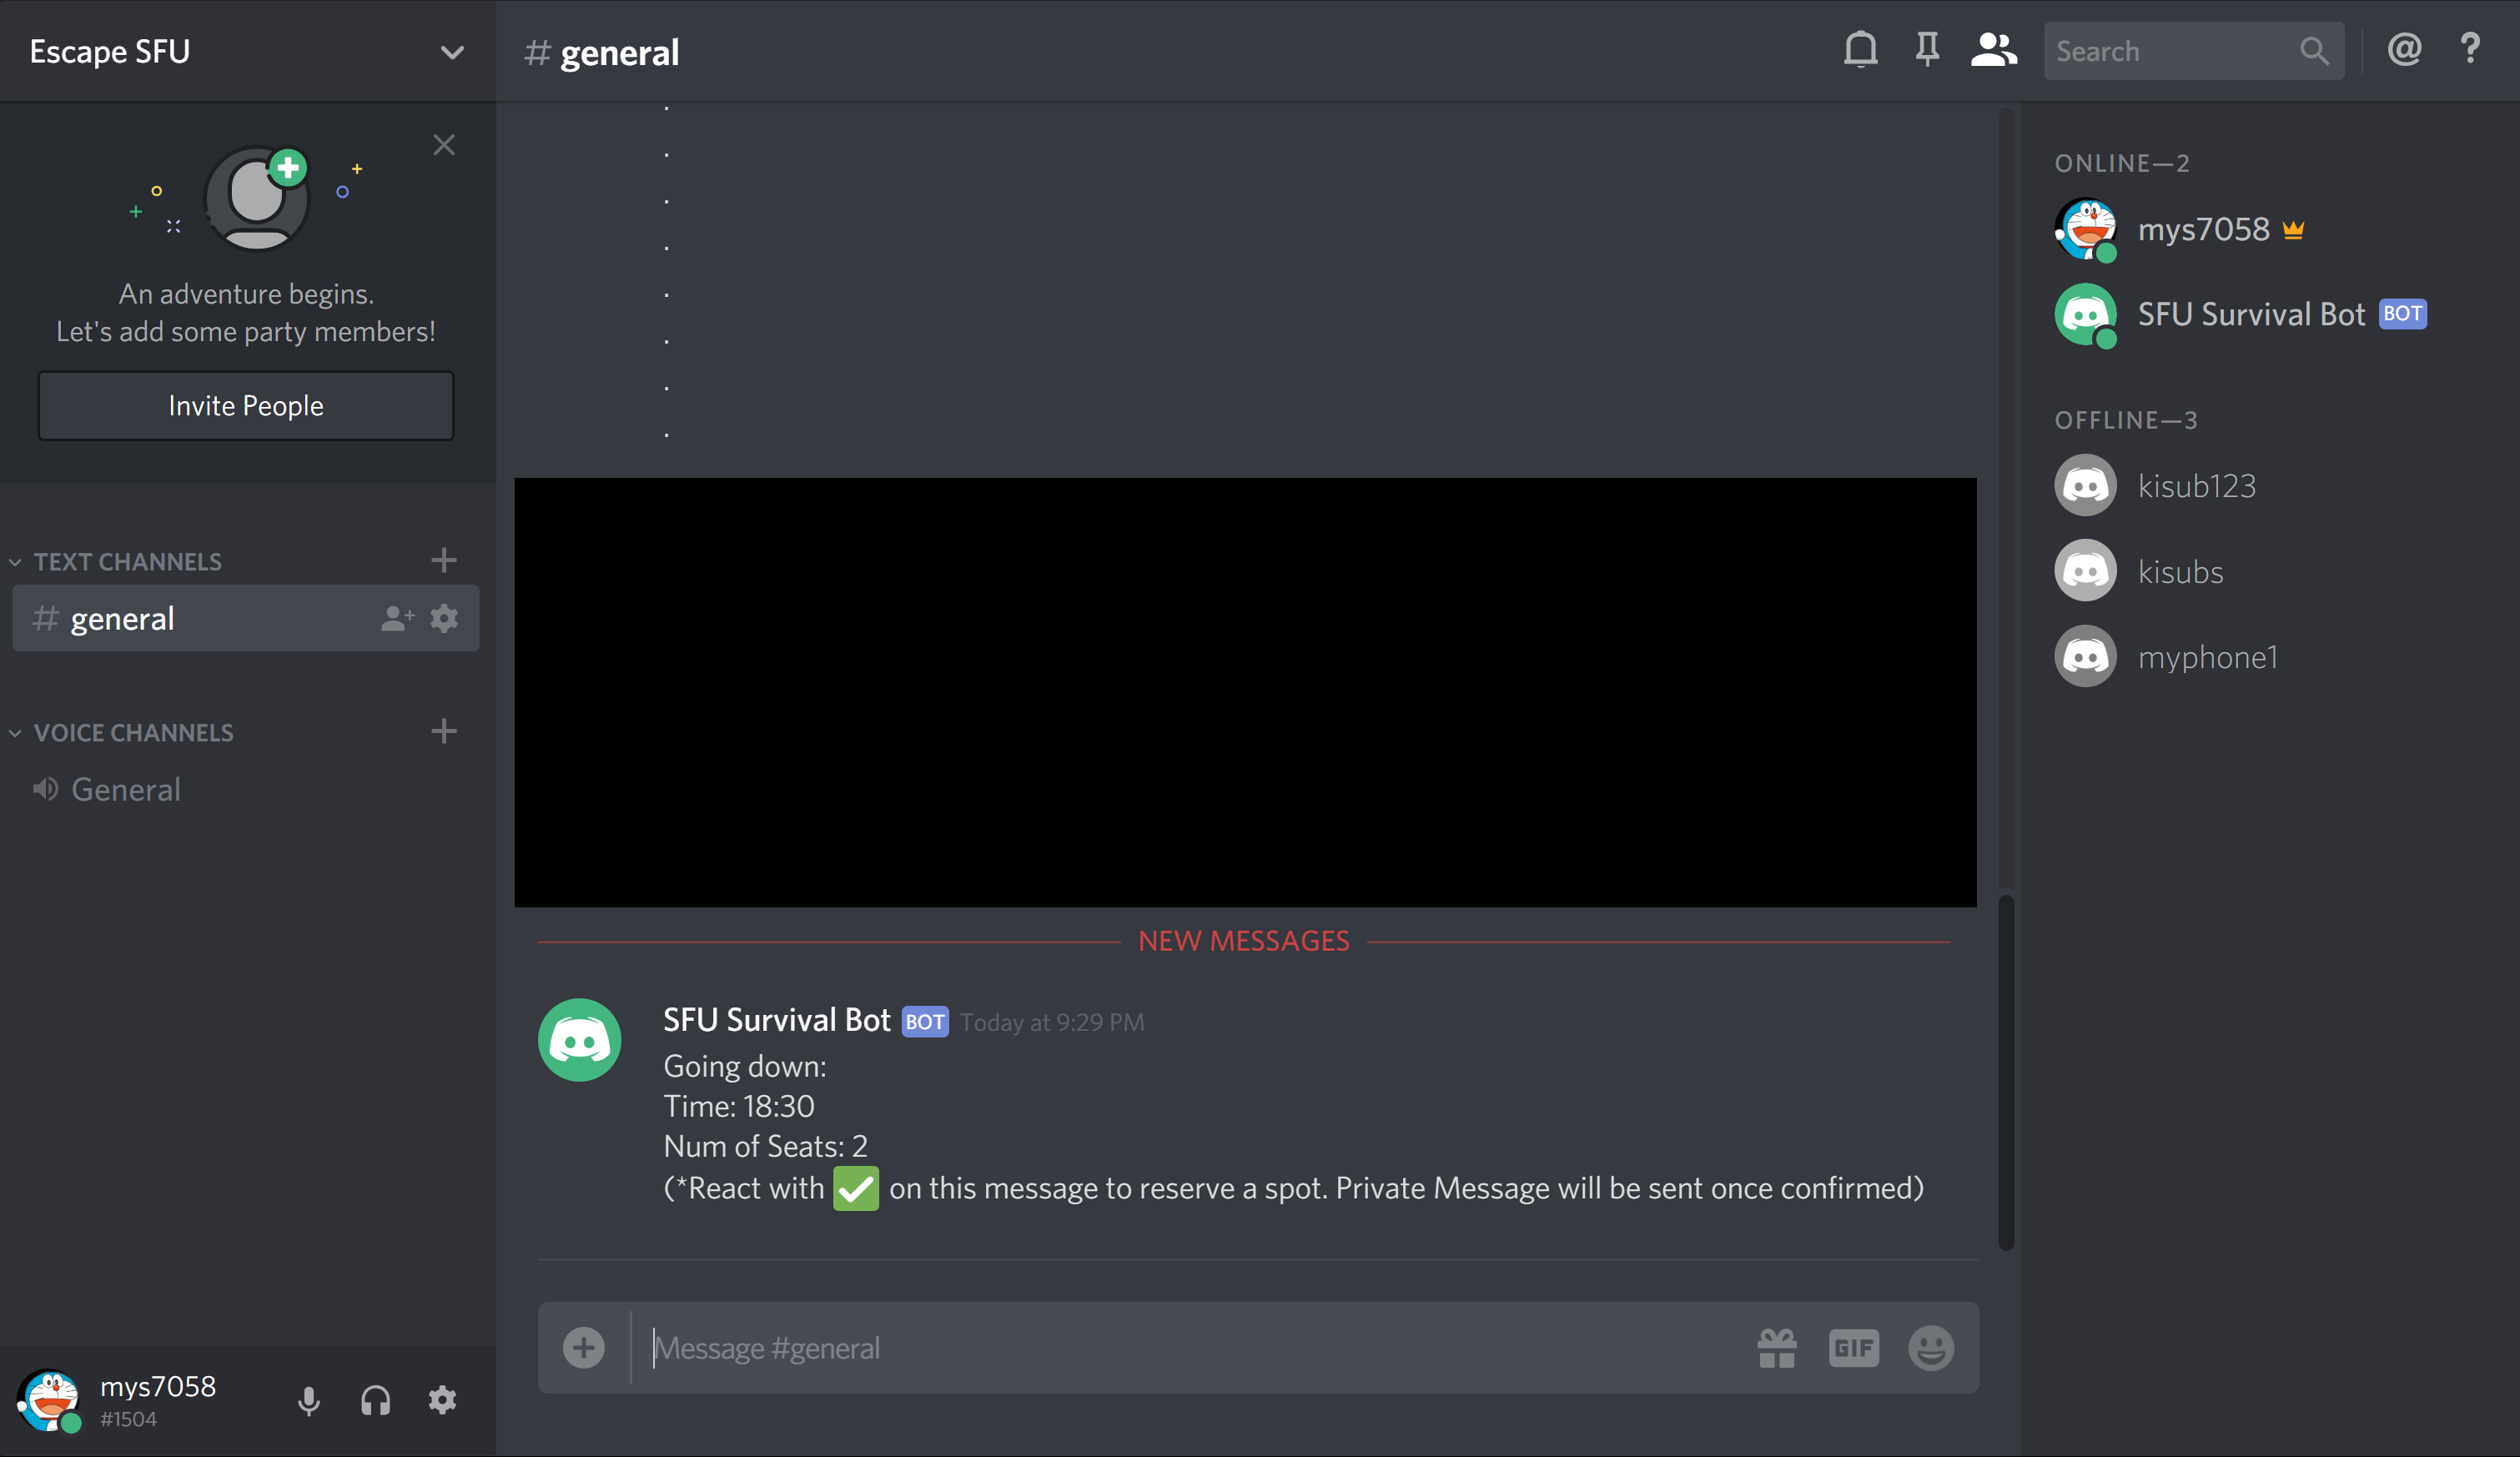 Escape SFU
An adventure begins.
Let's add some party members!
Invite People
TEXT CHANNELS
# general
VOICE CHANNELS
General
mys7058
#1504
# general
Search
@ ?
.
.
.
.
.
.
.
.
NEW MESSAGES
SFU Survival Bot BOT Today at 9:29 PM
Going down:
Time: 18:30
Num of Seats: 2
(*React with ✅ on this message to reserve a spot. Private Message will be sent once confirmed)
Message #general
GIF
ONLINE—2
mys7058
SFU Survival Bot BOT
OFFLINE—3
kisub123
kisubs
myphone1